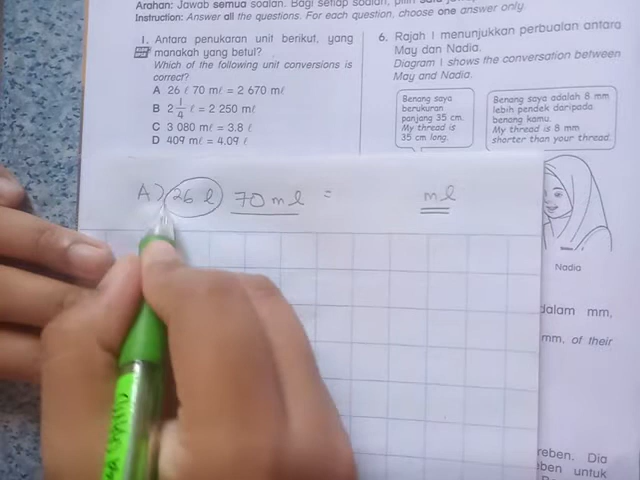 Arahan: Jawab semua soalan. Bagi setiap soalan, pilih
Instruction: Answer all the questions. For each question, choose one answer only.
1. Antara penukaran unit berikut, yang
manakah yang betul?
Which of the following unit conversions is
correct?
A 26 ℓ 70 mℓ = 2 670 mℓ
B 2 1/4 ℓ = 2 250 mℓ
C 3 080 mℓ = 3.8 ℓ
D 409 mℓ = 4.09 ℓ
6. Rajah 1 menunjukkan perbualan antara
May dan Nadia.
Diagram 1 shows the conversation between
May and Nadia.
Benang saya
berukuran
panjang 35 cm.
My thread is
35 cm long.
Benang saya adalah 8 mm
lebih pendek daripada
benang kamu.
My thread is 8 mm
shorter than your thread.
Nadia
A) 26 ℓ 70 mℓ = mℓ
dalam mm,
mm, of their
reben. Dia
eben untuk